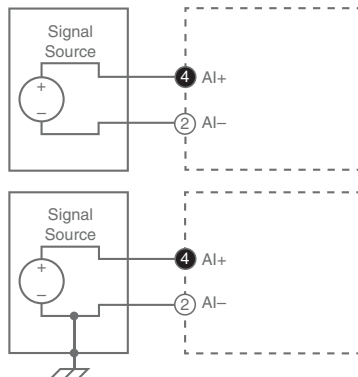 Signal
Source
+
–
4 AI+
2 AI–
Signal
Source
+
–
4 AI+
2 AI–